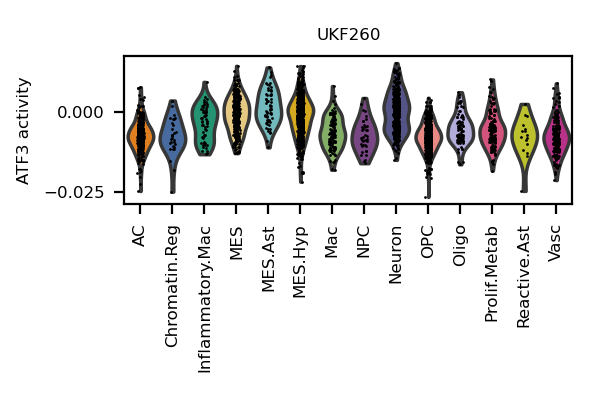 UKF260
ATF3 activity
0.000
−0.025
AC
Chromatin.Reg
Inflammatory.Mac
MES
MES.Ast
MES.Hyp
Mac
NPC
Neuron
OPC
Oligo
Prolif.Metab
Reactive.Ast
Vasc